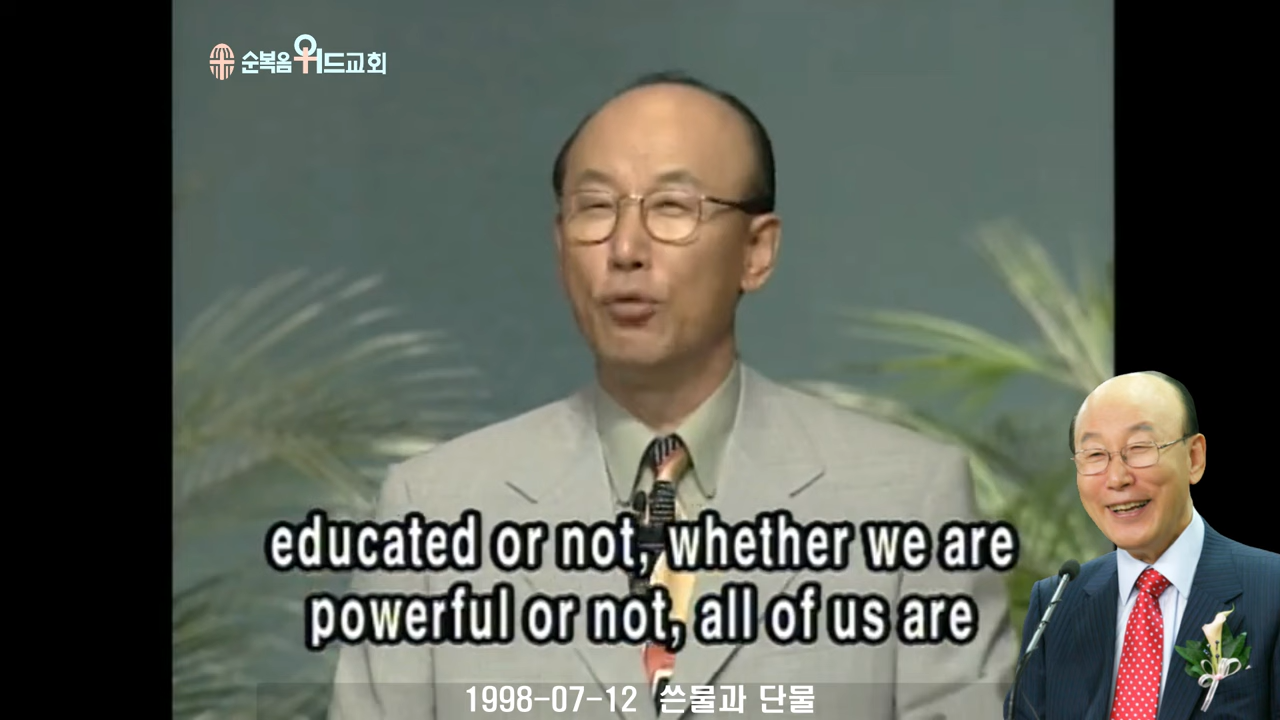 순복음워드교회
educated or not, whether we are
powerful or not, all of us are
1998-07-12 쓴물과 단물